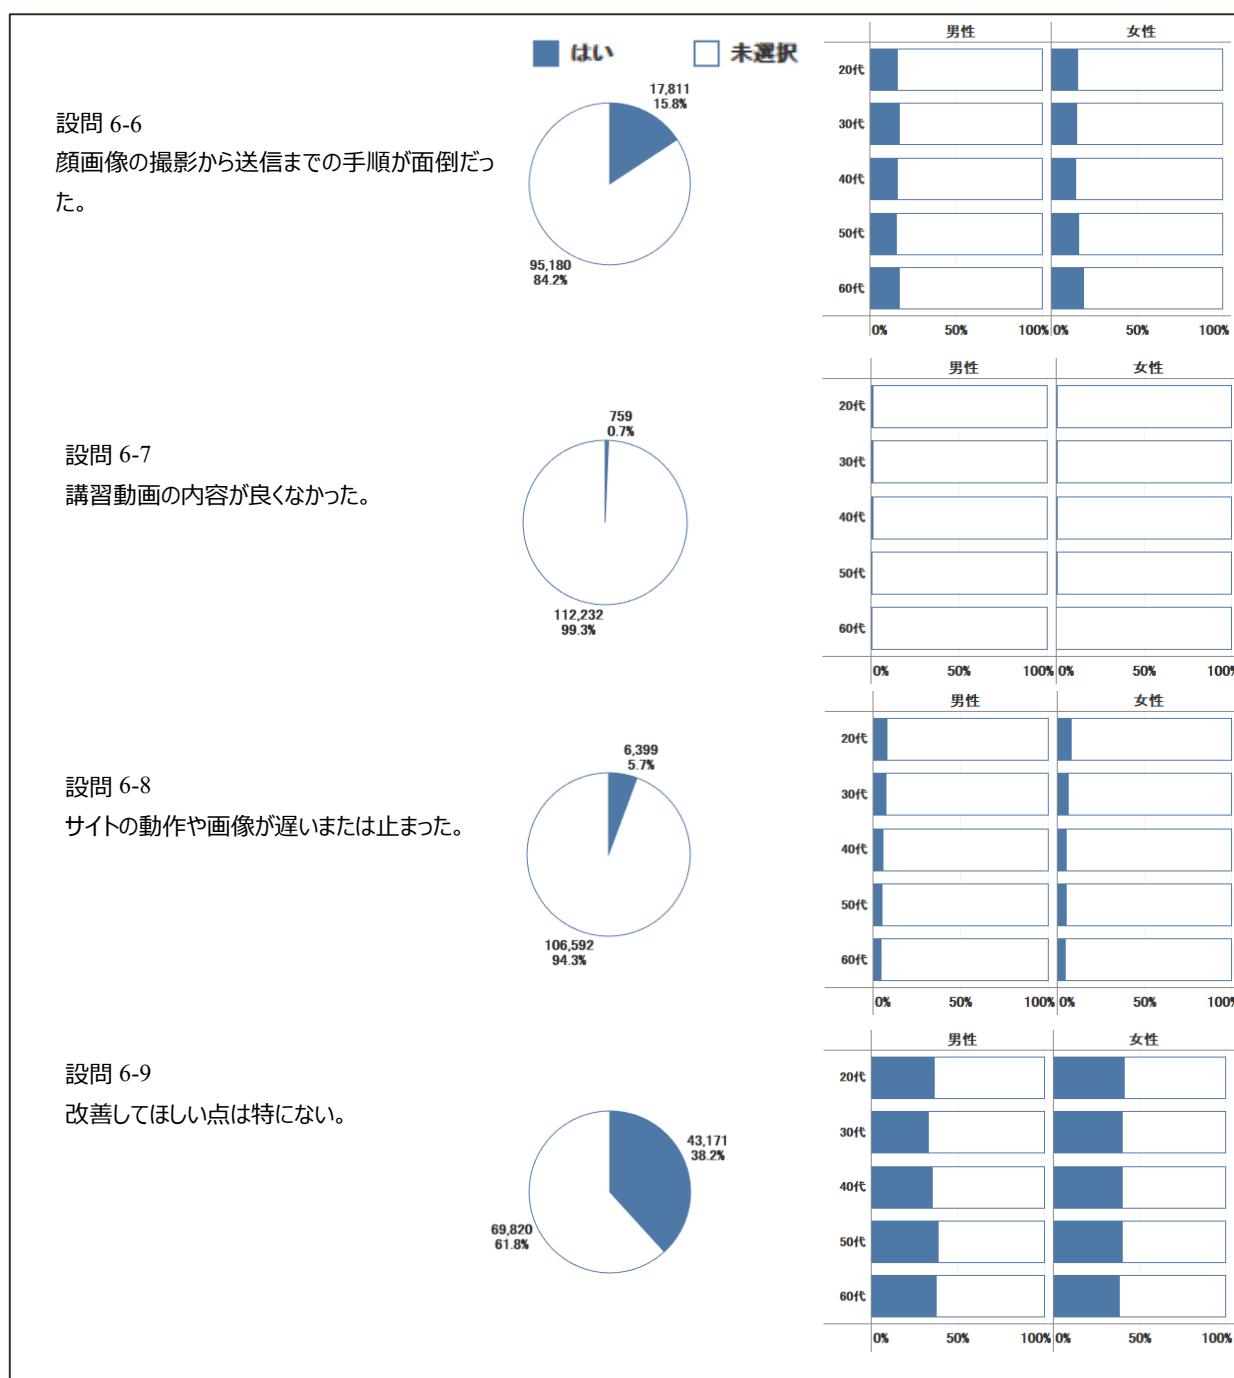 はい 未選択
設問 6-6
顔画像の撮影から送信までの手順が面倒だっ
た。
17,811
15.8%
95,180
84.2%
男性 女性
20代
30代
40代
50代
60代
0% 50% 100% 0% 50% 100%
設問 6-7
講習動画の内容が良くなかった。
759
0.7%
112,232
99.3%
男性 女性
20代
30代
40代
50代
60代
0% 50% 100% 0% 50% 100%
設問 6-8
サイトの動作や画像が遅いまたは止まった。
6,399
5.7%
106,592
94.3%
男性 女性
20代
30代
40代
50代
60代
0% 50% 100% 0% 50% 100%
設問 6-9
改善してほしい点は特にない。
43,171
38.2%
69,820
61.8%
男性 女性
20代
30代
40代
50代
60代
0% 50% 100% 0% 50% 100%